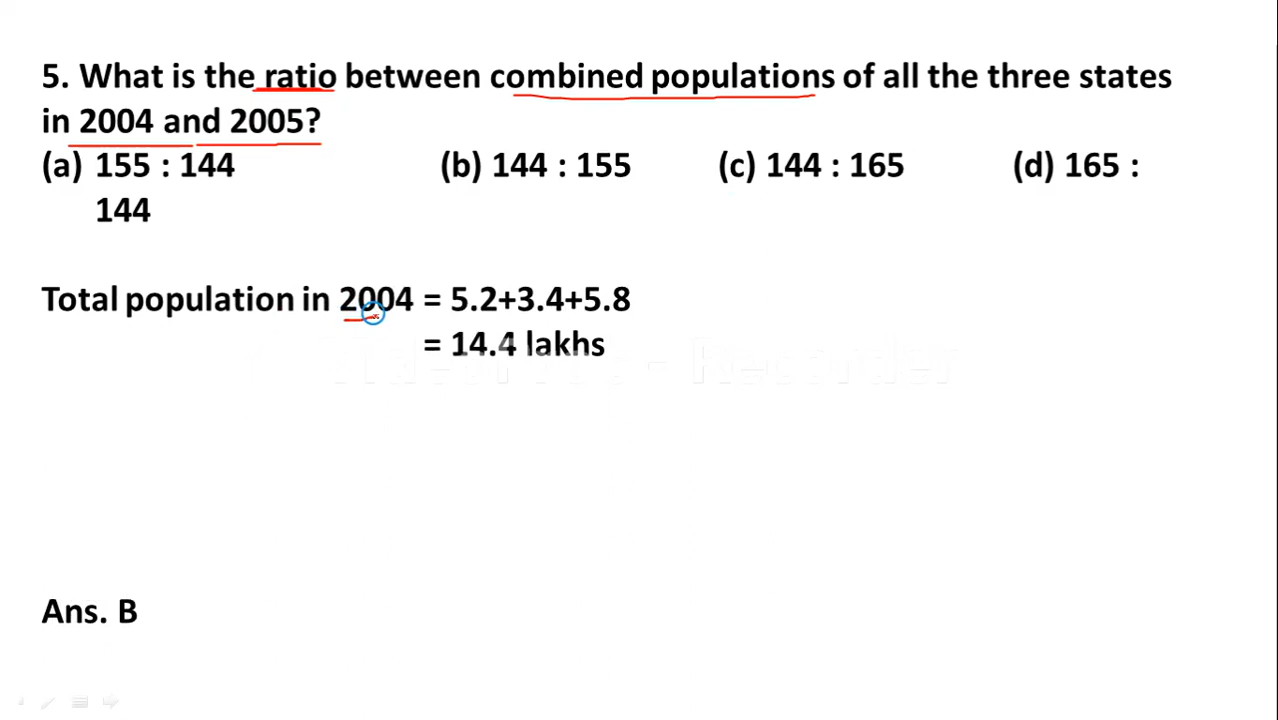 5. What is the ratio between combined populations of all the three states
in 2004 and 2005?
(a) 155 : 144 (b) 144 : 155 (c) 144 : 165 (d) 165 :
144
Total population in 2004 = 5.2+3.4+5.8
= 14.4 lakhs
Recorder
Ans. B